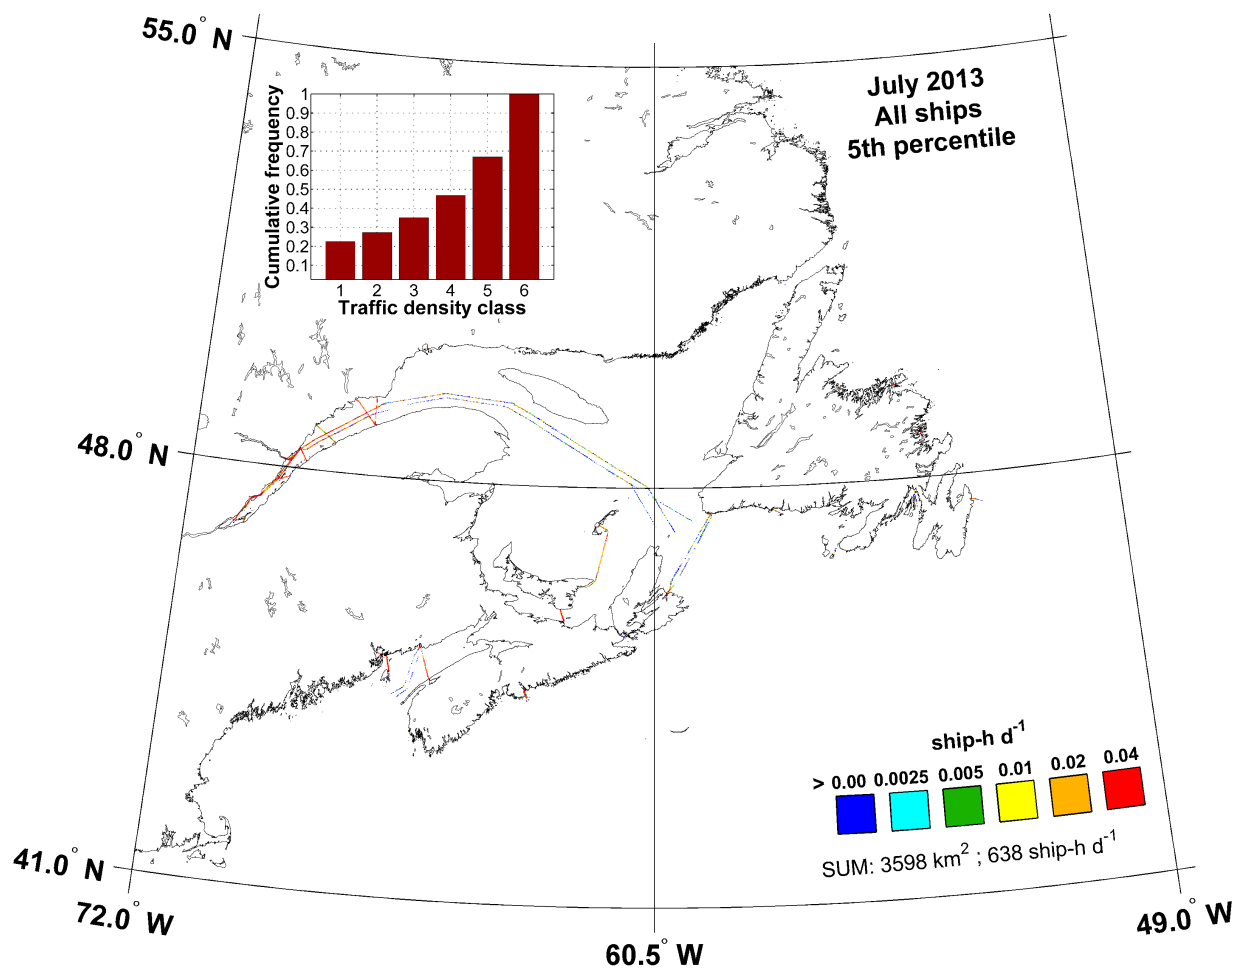 55.0° N
July 2013
All ships
5th percentile
Cumulative frequency
1
0.9
0.8
0.7
0.6
0.5
0.4
0.3
0.2
0.1
1 2 3 4 5 6
Traffic density class
48.0° N
ship-h d-1
> 0.00 0.0025 0.005 0.01 0.02 0.04
SUM: 3598 km2 ; 638 ship-h d-1
41.0° N
72.0° W
60.5° W
49.0° W